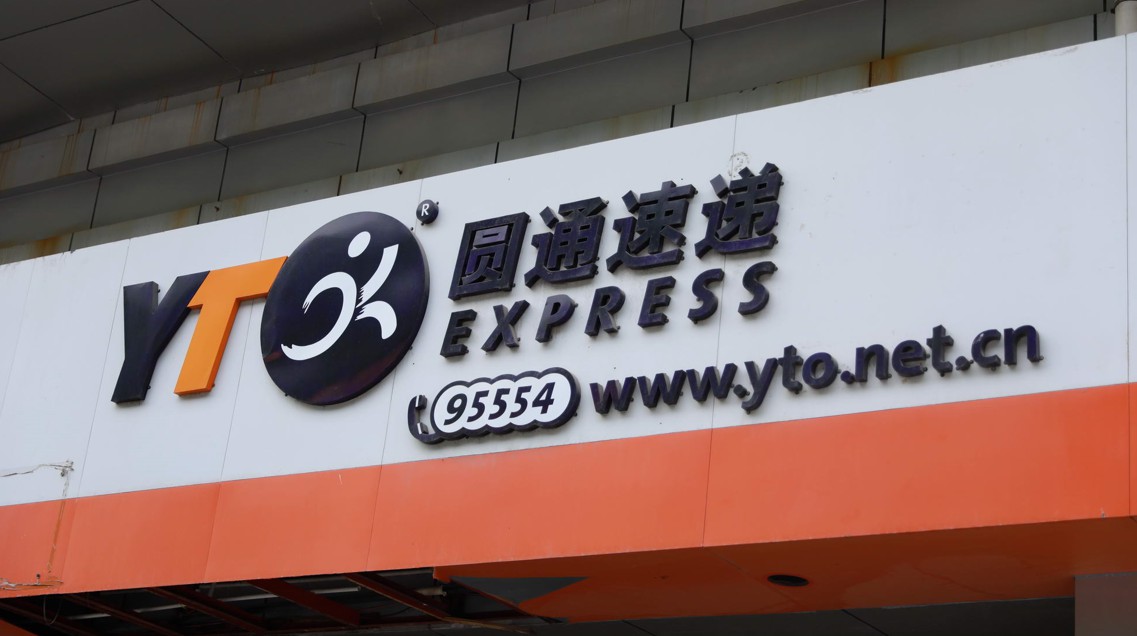 YTO ®
圆通速递
EXPRESS
95554 www.yto.net.cn